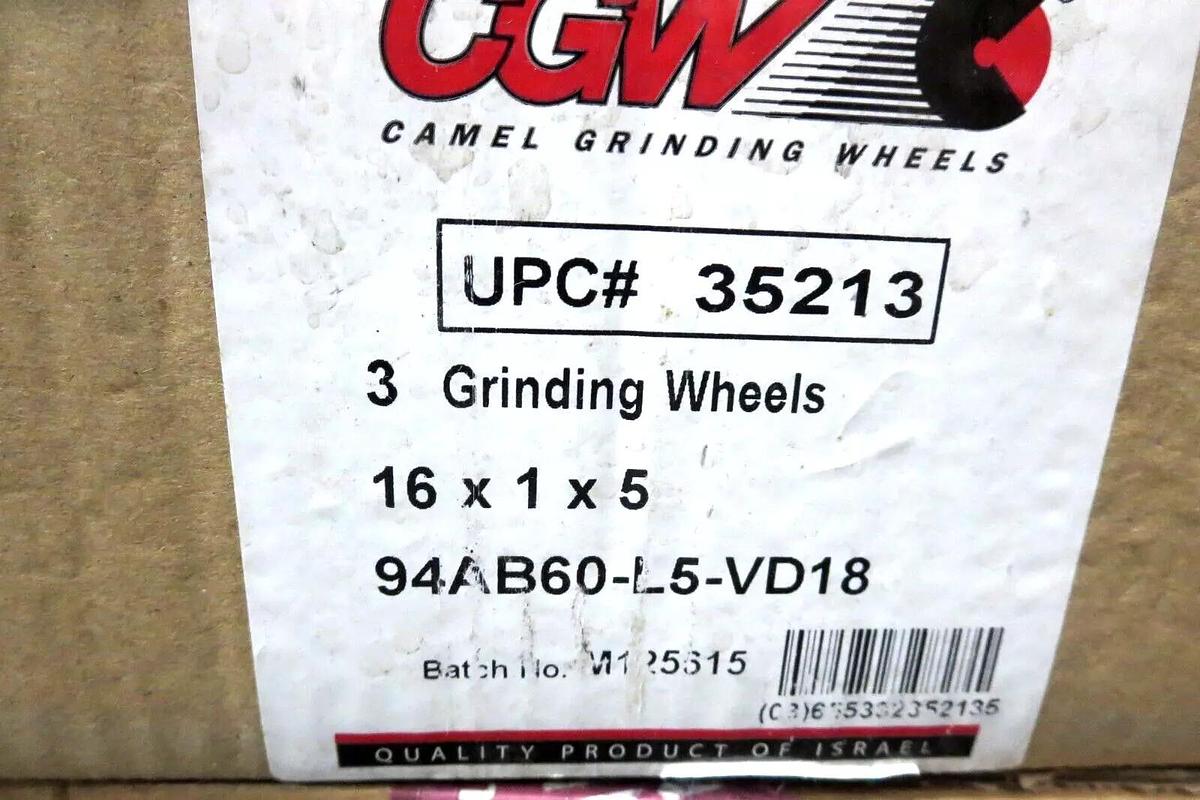 CGW
CAMEL GRINDING WHEELS
UPC# 35213
3 Grinding Wheels
16 x 1 x 5
94AB60-L5-VD18
Batch No.
QUALITY PRODUCT OF ISRAEL